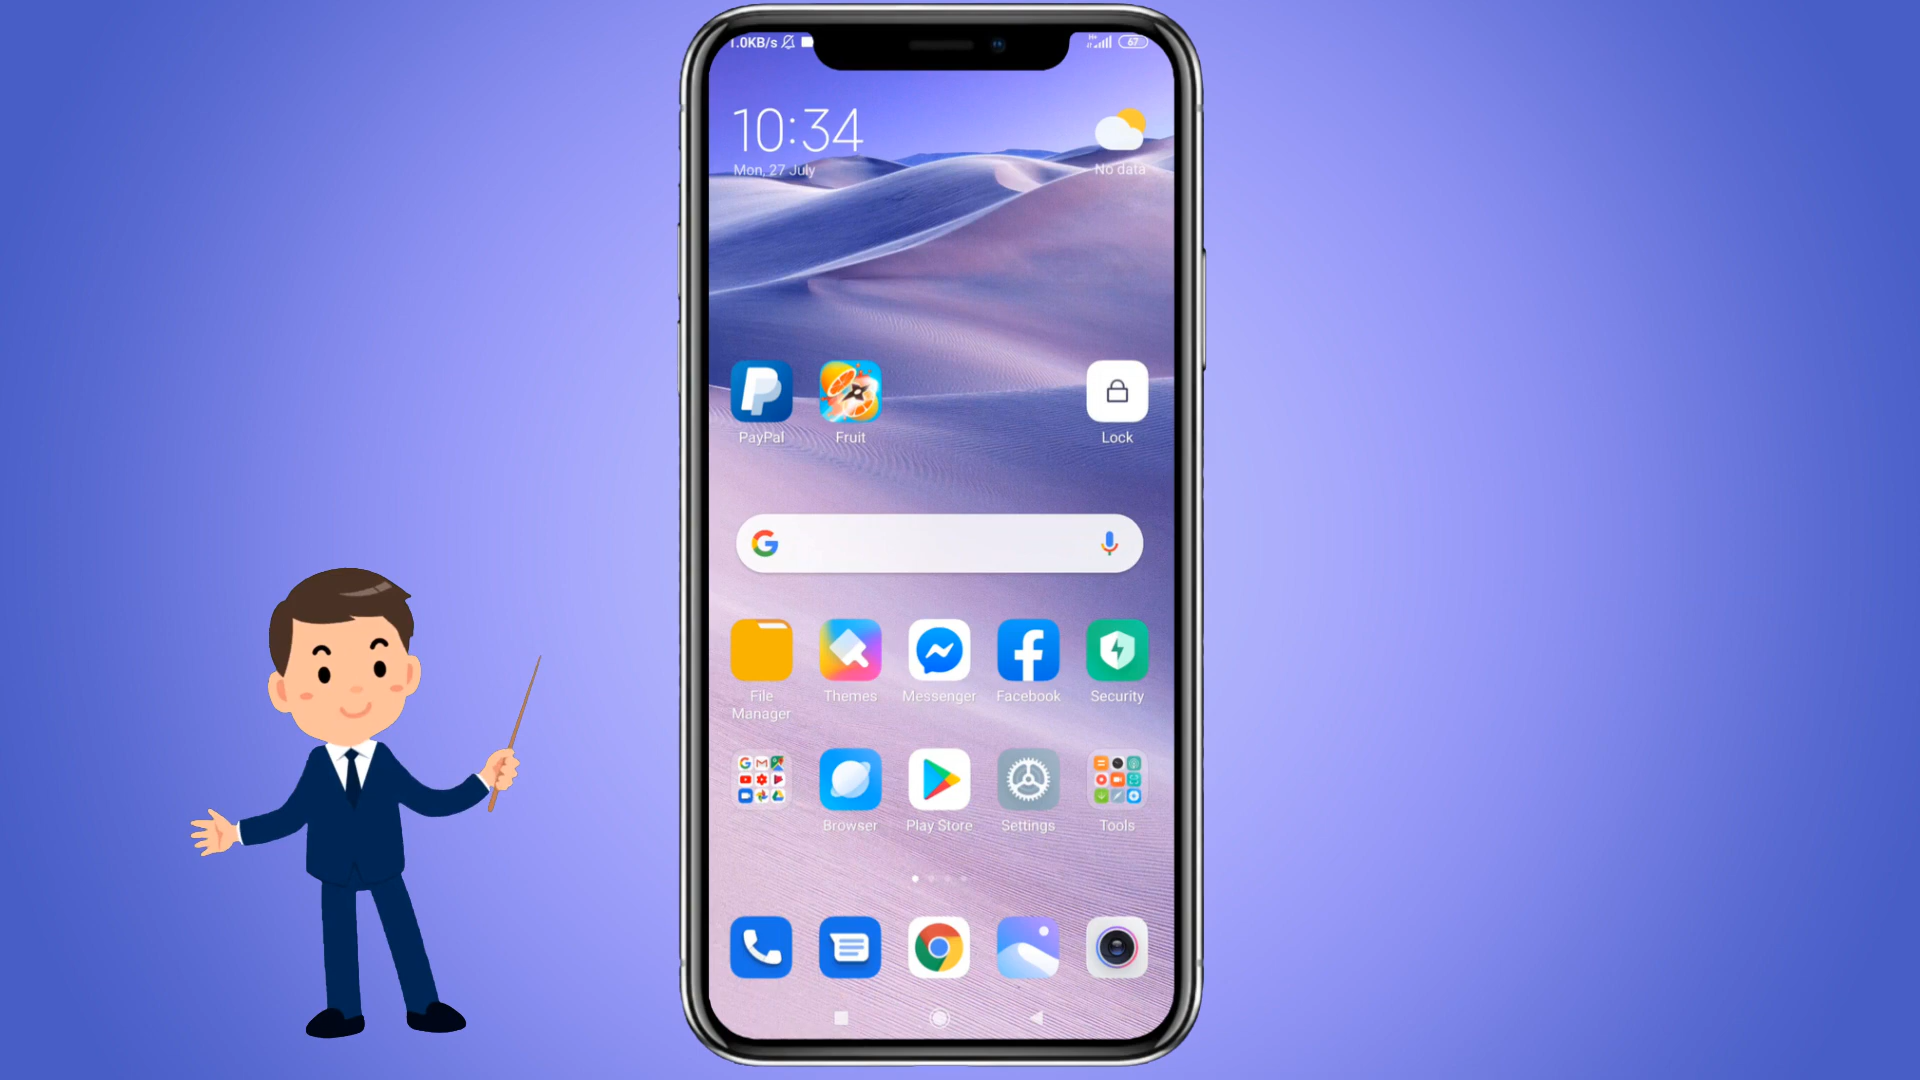 1.0KB/s
67
10:34
Mon, 27 July
No data
PayPal
Fruit
Lock
File
Manager
Themes
Messenger
Facebook
Security
Browser
Play Store
Settings
Tools